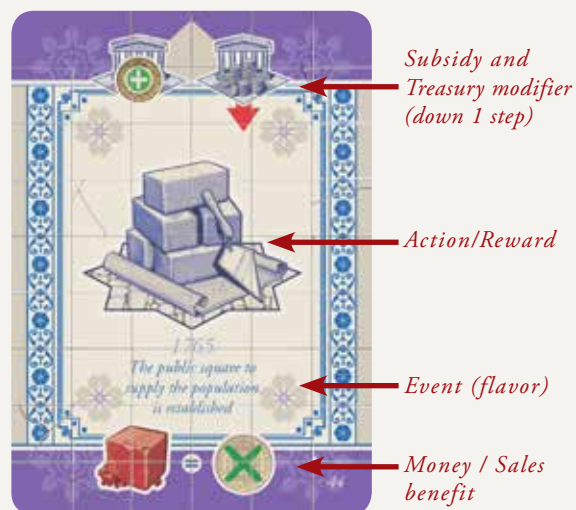 Subsidy and
Treasury modifier
(down 1 step)
Action/Reward
1765
The public square to
supply the population
is established
Event (flavor)
=
Money / Sales
benefit